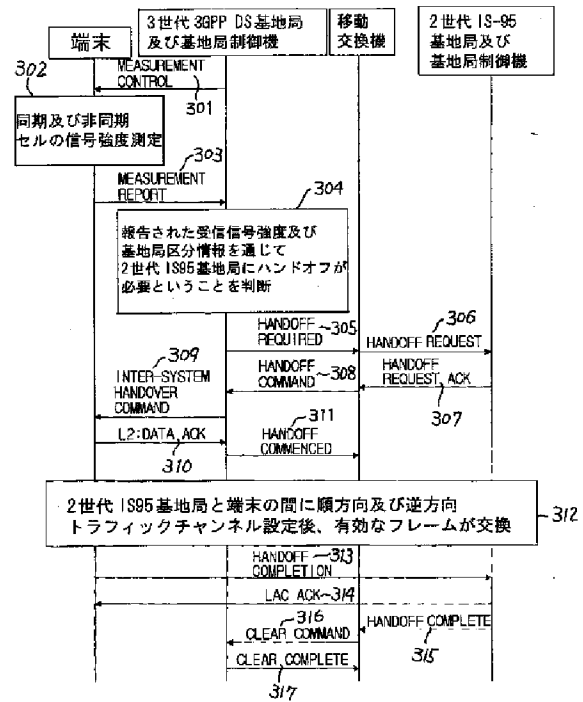 端末
3世代 3GPP DS基地局
及び基地局制御機
移動
交換機
2世代 IS-95
基地局及び
基地局制御機
302
MEASUREMENT
CONTROL
301
同期及び非同期
セルの信号強度測定
303
MEASUREMENT
REPORT
304
報告された受信信号強度及び
基地局区分情報を通じて
2世代 IS95基地局にハンドオフが
必要ということを判断
HANDOFF
REQUIRED
305
306
HANDOFF REQUEST
309
INTER-SYSTEM
HANDOVER
COMMAND
HANDOFF
COMMAND
308
HANDOFF
REQUEST ACK
307
L2:DATA ACK
310
311
HANDOFF
COMMENCED
2世代 IS95基地局と端末の間に順方向及び逆方向
トラフィックチャンネル設定後、有効なフレームが交換
312
HANDOFF
COMPLETION
313
LAC ACK
314
316
CLEAR COMMAND
HANDOFF COMPLETE
315
CLEAR COMPLETE
317